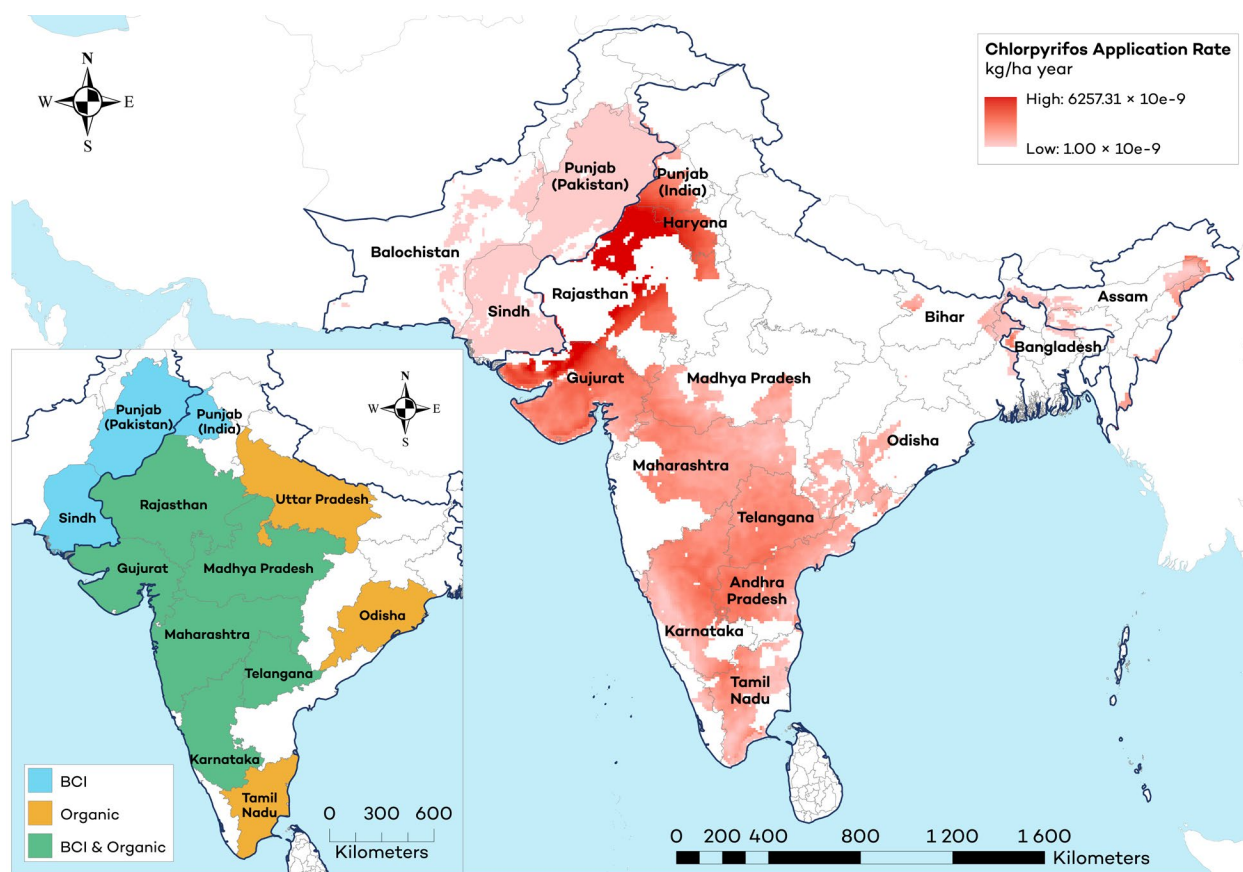 N
W E
S
Chlorpyrifos Application Rate
kg/ha year
High: 6257.31 × 10e-9
Low: 1.00 × 10e-9
Punjab
(Pakistan)
Punjab
(India)
Haryana
Balochistan
Rajasthan
Sindh
Assam
Bihar
Bangladesh
Gujurat
Madhya Pradesh
Odisha
Maharashtra
Telangana
Andhra
Pradesh
Karnataka
Tamil
Nadu
0 200 400 800 1 200 1 600
Kilometers
N
W E
S
Punjab
(Pakistan)
Punjab
(India)
Uttar Pradesh
Rajasthan
Sindh
Gujurat
Madhya Pradesh
Odisha
Maharashtra
Telangana
Karnataka
Tamil
Nadu
BCI
Organic
BCI & Organic
0 300 600
Kilometers